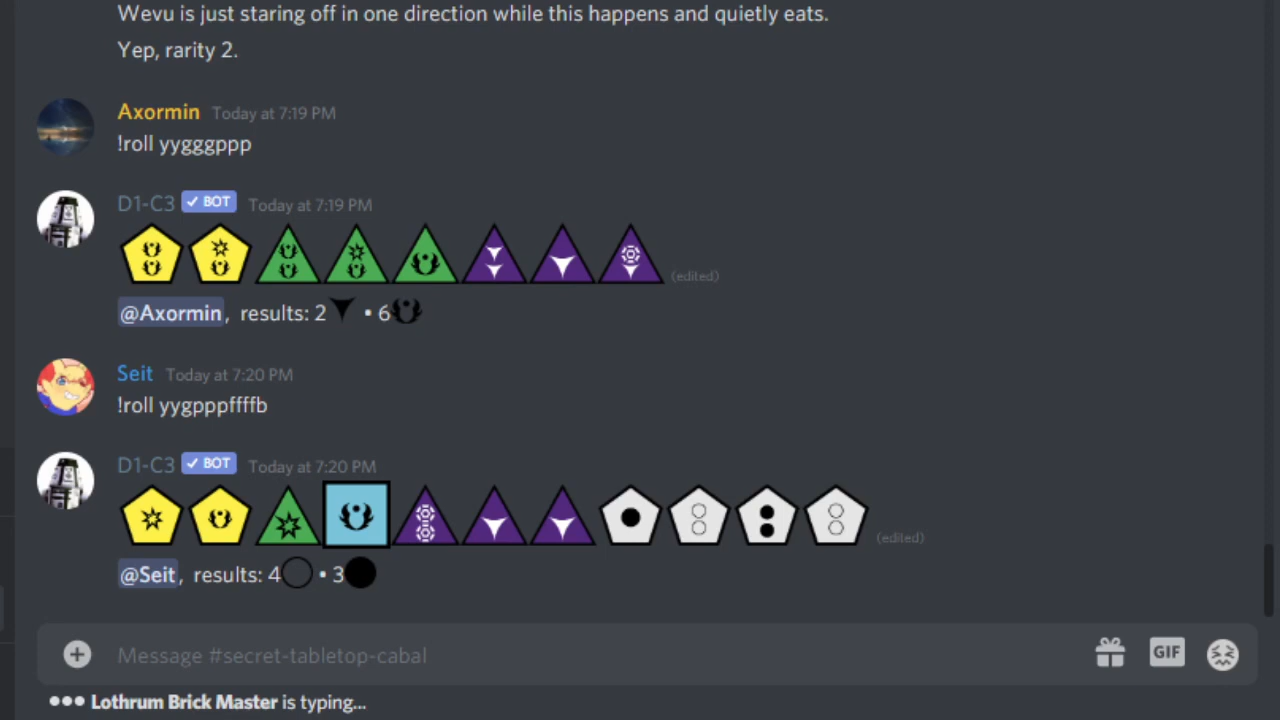 Wevu is just staring off in one direction while this happens and quietly eats.
Yep, rarity 2.
Axormin Today at 7:19 PM
!roll yygggppp
D1-C3 ✓ BOT Today at 7:19 PM
(edited)
@Axormin, results: 2 • 6
Seit Today at 7:20 PM
!roll yygpppffffb
D1-C3 ✓ BOT Today at 7:20 PM
(edited)
@Seit, results: 4 • 3
Message #secret-tabletop-cabal GIF
Lothrum Brick Master is typing...